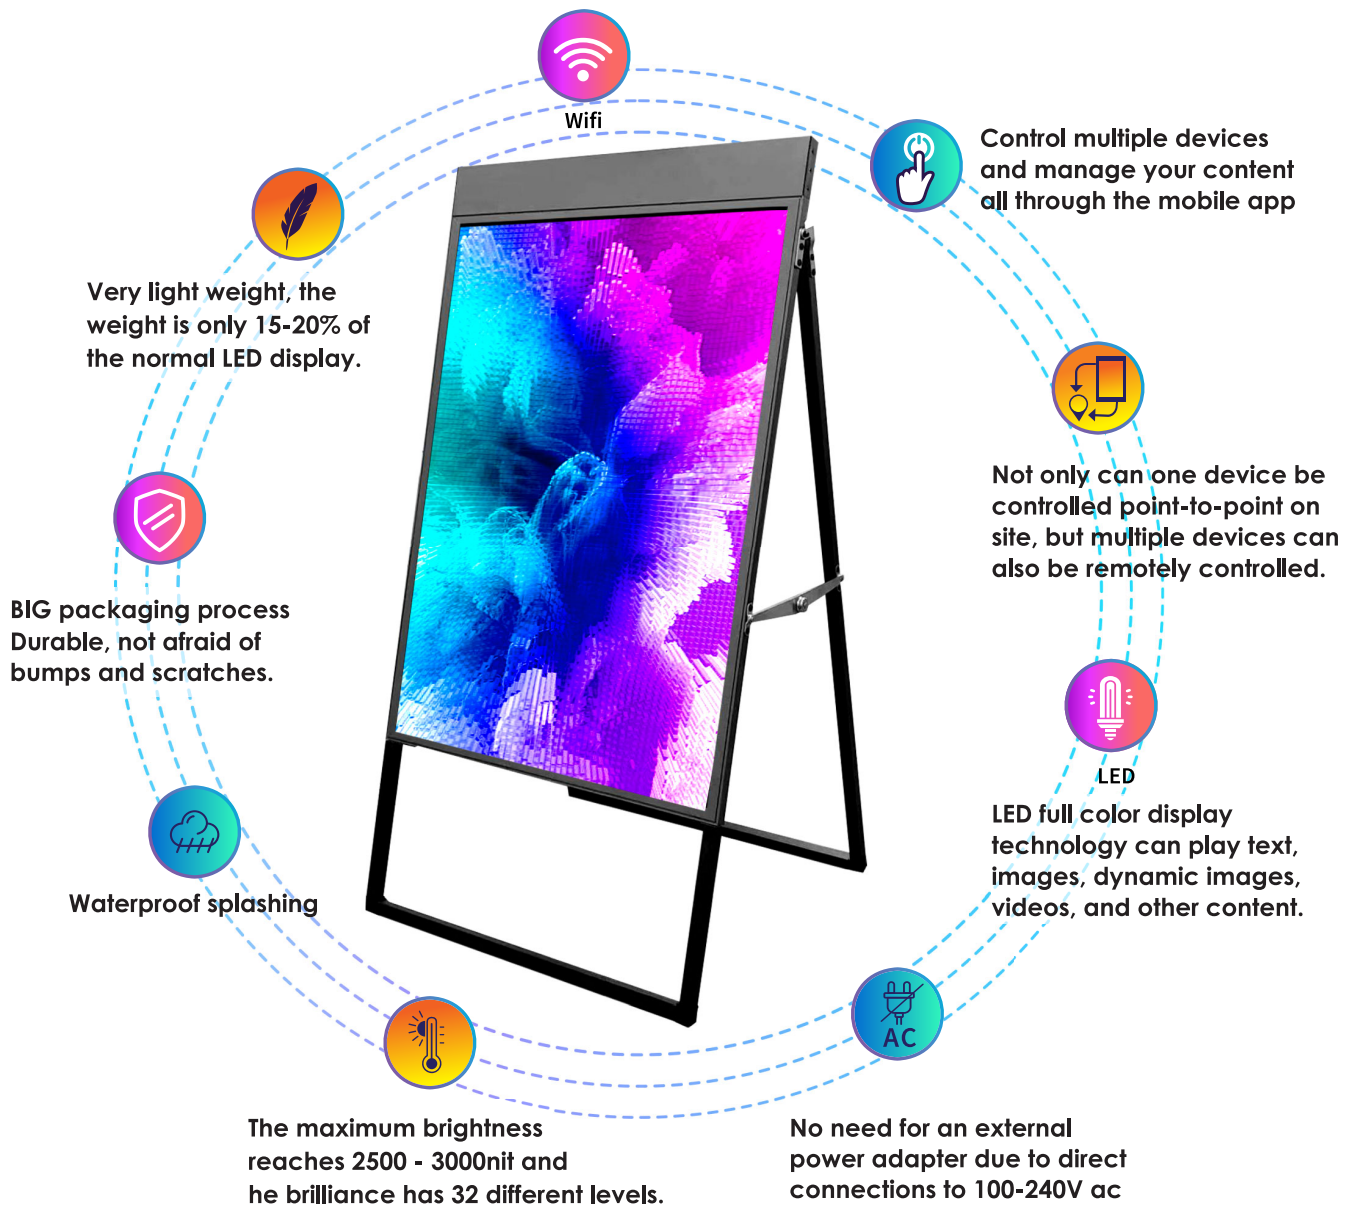 Wifi
Control multiple devices
and manage your content
all through the mobile app
Very light weight, the
weight is only 15-20% of
the normal LED display.
Not only can one device be
controlled point-to-point on
site, but multiple devices can
also be remotely controlled.
BIG packaging process
Durable, not afraid of
bumps and scratches.
LED
LED full color display
technology can play text,
images, dynamic images,
videos, and other content.
Waterproof splashing
AC
The maximum brightness
reaches 2500 - 3000nit and
he brilliance has 32 different levels.
No need for an external
power adapter due to direct
connections to 100-240V ac